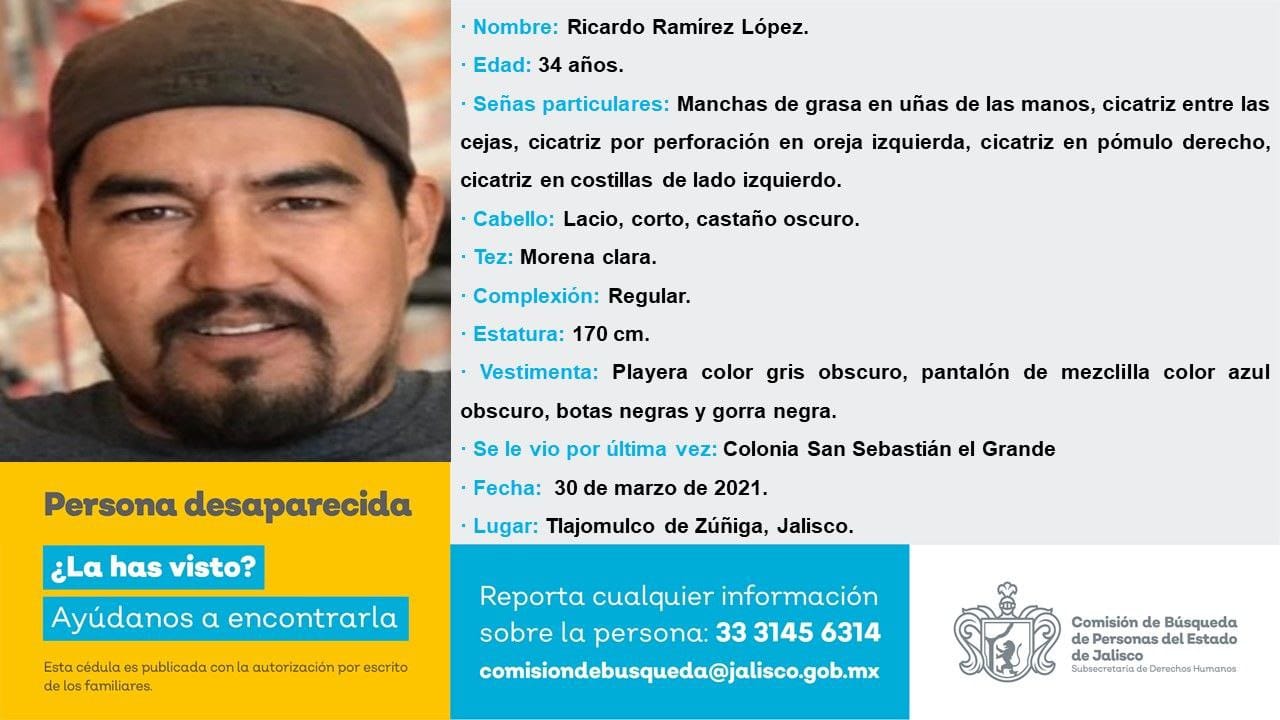 · Nombre: Ricardo Ramírez López.
· Edad: 34 años.
· Señas particulares: Manchas de grasa en uñas de las manos, cicatriz entre las
cejas, cicatriz por perforación en oreja izquierda, cicatriz en pómulo derecho,
cicatriz en costillas de lado izquierdo.
· Cabello: Lacio, corto, castaño oscuro.
· Tez: Morena clara.
· Complexión: Regular.
· Estatura: 170 cm.
· Vestimenta: Playera color gris obscuro, pantalón de mezclilla color azul
obscuro, botas negras y gorra negra.
· Se le vio por última vez: Colonia San Sebastián el Grande
· Fecha: 30 de marzo de 2021.
· Lugar: Tlajomulco de Zúñiga, Jalisco.
Persona desaparecida
¿La has visto?
Ayúdanos a encontrarla
Esta cédula es publicada con la autorización por escrito
de los familiares.
Reporta cualquier información
sobre la persona: 33 3145 6314
comisiondebusqueda@jalisco.gob.mx
Comisión de Búsqueda
de Personas del Estado
de Jalisco
Subsecretaría de Derechos Humanos